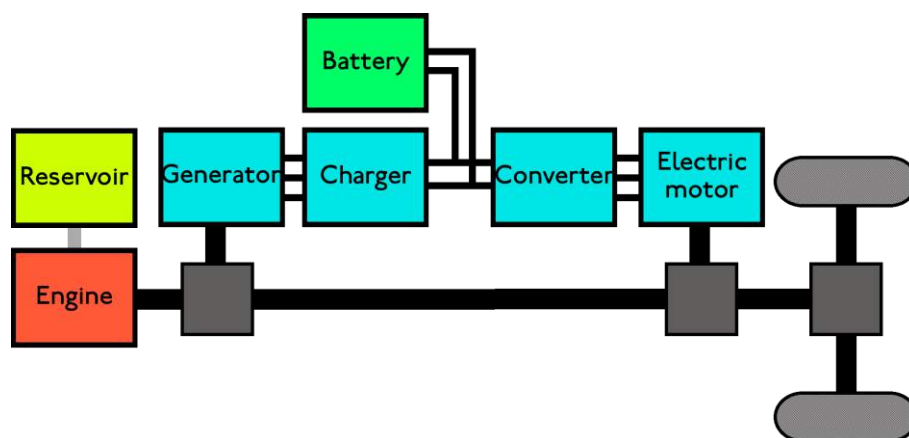 Battery
Reservoir
Generator
Charger
Converter
Electric
motor
Engine